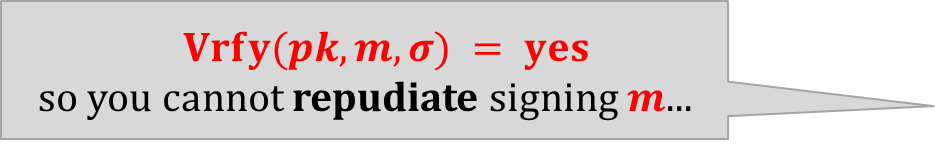 Vrfy(pk, m, σ) = yes
so you cannot repudiate signing m...